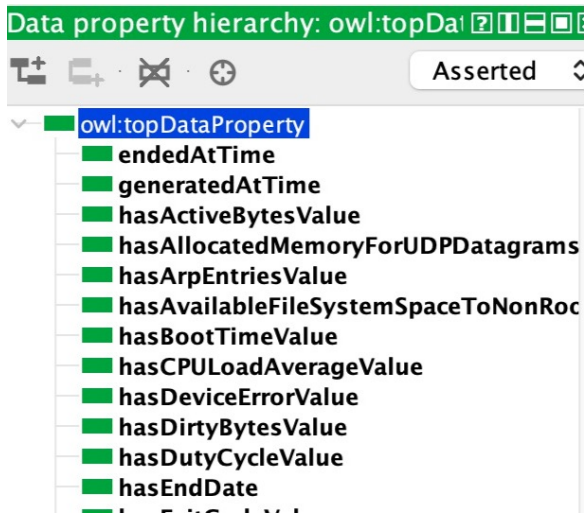 Data property hierarchy: owl:topDat
Asserted
owl:topDataProperty
endedAtTime
generatedAtTime
hasActiveBytesValue
hasAllocatedMemoryForUDPDatagrams
hasArpEntriesValue
hasAvailableFileSystemSpaceToNonRoo
hasBootTimeValue
hasCPULoadAverageValue
hasDeviceErrorValue
hasDirtyBytesValue
hasDutyCycleValue
hasEndDate